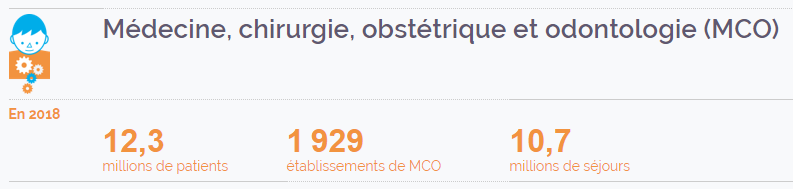 Médecine, chirurgie, obstétrique et odontologie (MCO)
En 2018
12,3
millions de patients
1 929
établissements de MCO
10,7
millions de séjours